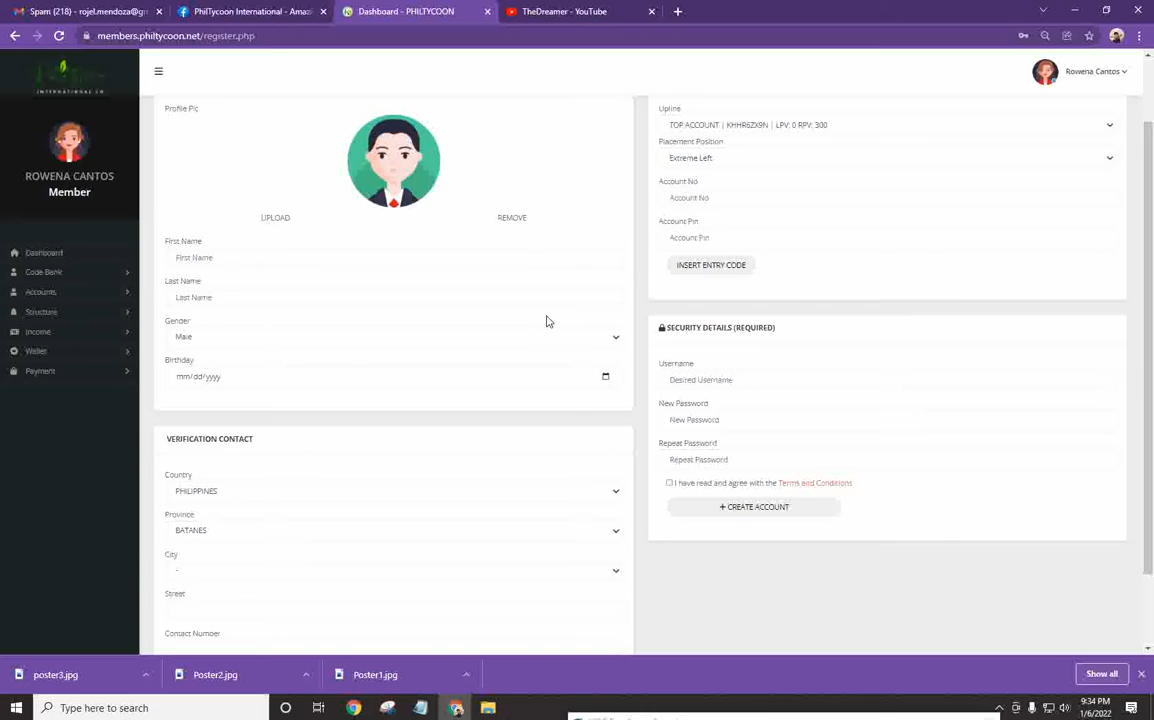 Spam (218) - rojel.mendoza@gm
PhilTycoon International - Amaz
Dashboard - PHILTYCOON
TheDreamer - YouTube
members.philtycoon.net/register.php
INTERNATIONAL CO
Rowena Cantos
ROWENA CANTOS
Member
Dashboard
Code Bank
Accounts
Structure
Income
Wallet
Payment
Profile Pic
UPLOAD
REMOVE
First Name
First Name
Last Name
Last Name
Gender
Male
Birthday
mm/dd/yyyy
VERIFICATION CONTACT
Country
PHILIPPINES
Province
BATANES
City
-
Street
Contact Number
Upline
TOP ACCOUNT | KHHR6ZX9N | LPV: 0 RPV: 300
Placement Position
Extreme Left
Account No
Account No
Account Pin
Account Pin
INSERT ENTRY CODE
SECURITY DETAILS (REQUIRED)
Username
Desired Username
New Password
New Password
Repeat Password
Repeat Password
I have read and agree with the Terms and Conditions
+ CREATE ACCOUNT
poster3.jpg
Poster2.jpg
Poster1.jpg
Show all
Type here to search
9:34 PM
1/6/2022